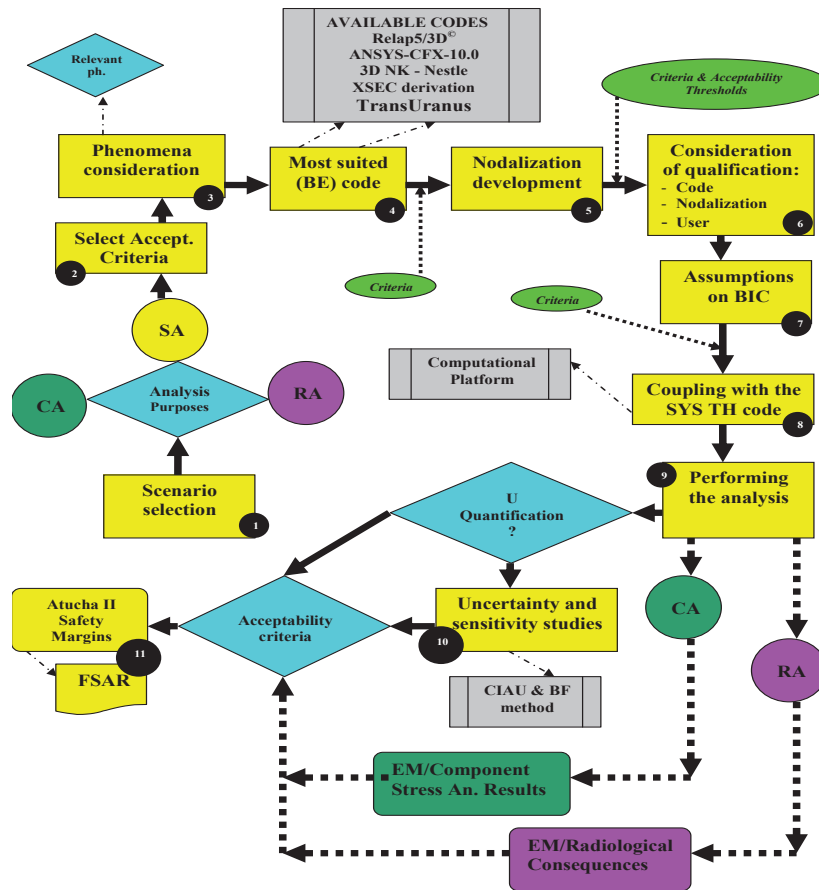 AVAILABLE CODES
Relap5/3D©
ANSYS-CFX-10.0
3D NK - Nestle
XSEC derivation
TransUranus
Relevant
ph.
Criteria & Acceptability
Thresholds
Phenomena
consideration
3
Most suited
(BE) code
4
Nodalization
development
5
Consideration
of qualification:
- Code
- Nodalization
- User
6
Select Accept.
Criteria
2
Criteria
Criteria
Assumptions
on BIC
7
SA
CA
Analysis
Purposes
RA
Computational
Platform
Coupling with the
SYS TH code
8
Scenario
selection
1
U
Quantification
?
9
Performing
the analysis
Atucha II
Safety
Margins
11
FSAR
Acceptability
criteria
Uncertainty and
sensitivity studies
10
CA
RA
CIAU & BF
method
EM/Component
Stress An. Results
EM/Radiological
Consequences